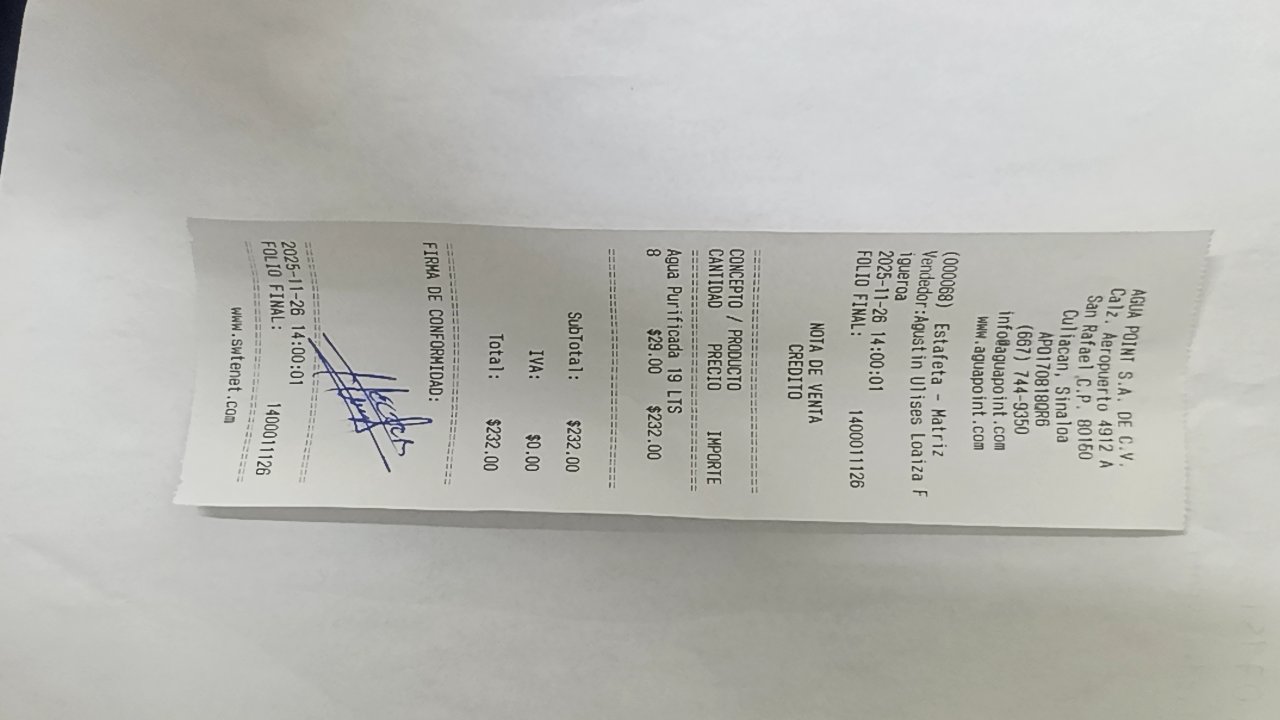 AGUA POINT S.A. DE C.V.
Calz. Aeropuerto 4912 A
San Rafael C.P. 80160
Culiacan, Sinaloa
APO170818QR6
(667) 744-9350
info@aguapoint.com
www.aguapoint.com
(000068) Estafeta - Matriz
Vendedor:Agustin Ulises Loaiza F
igueroa
2025-11-26 14:00:01
FOLIO FINAL: 1400011126
NOTA DE VENTA
CREDITO
CONCEPTO / PRODUCTO
CANTIDAD PRECIO IMPORTE
Agua Purificada 19 LTS
8 $29.00 $232.00
SubTotal: $232.00
IVA: $0.00
Total: $232.00
FIRMA DE CONFORMIDAD:
2025-11-26 14:00:01
FOLIO FINAL: 1400011126
www.swtenet.com